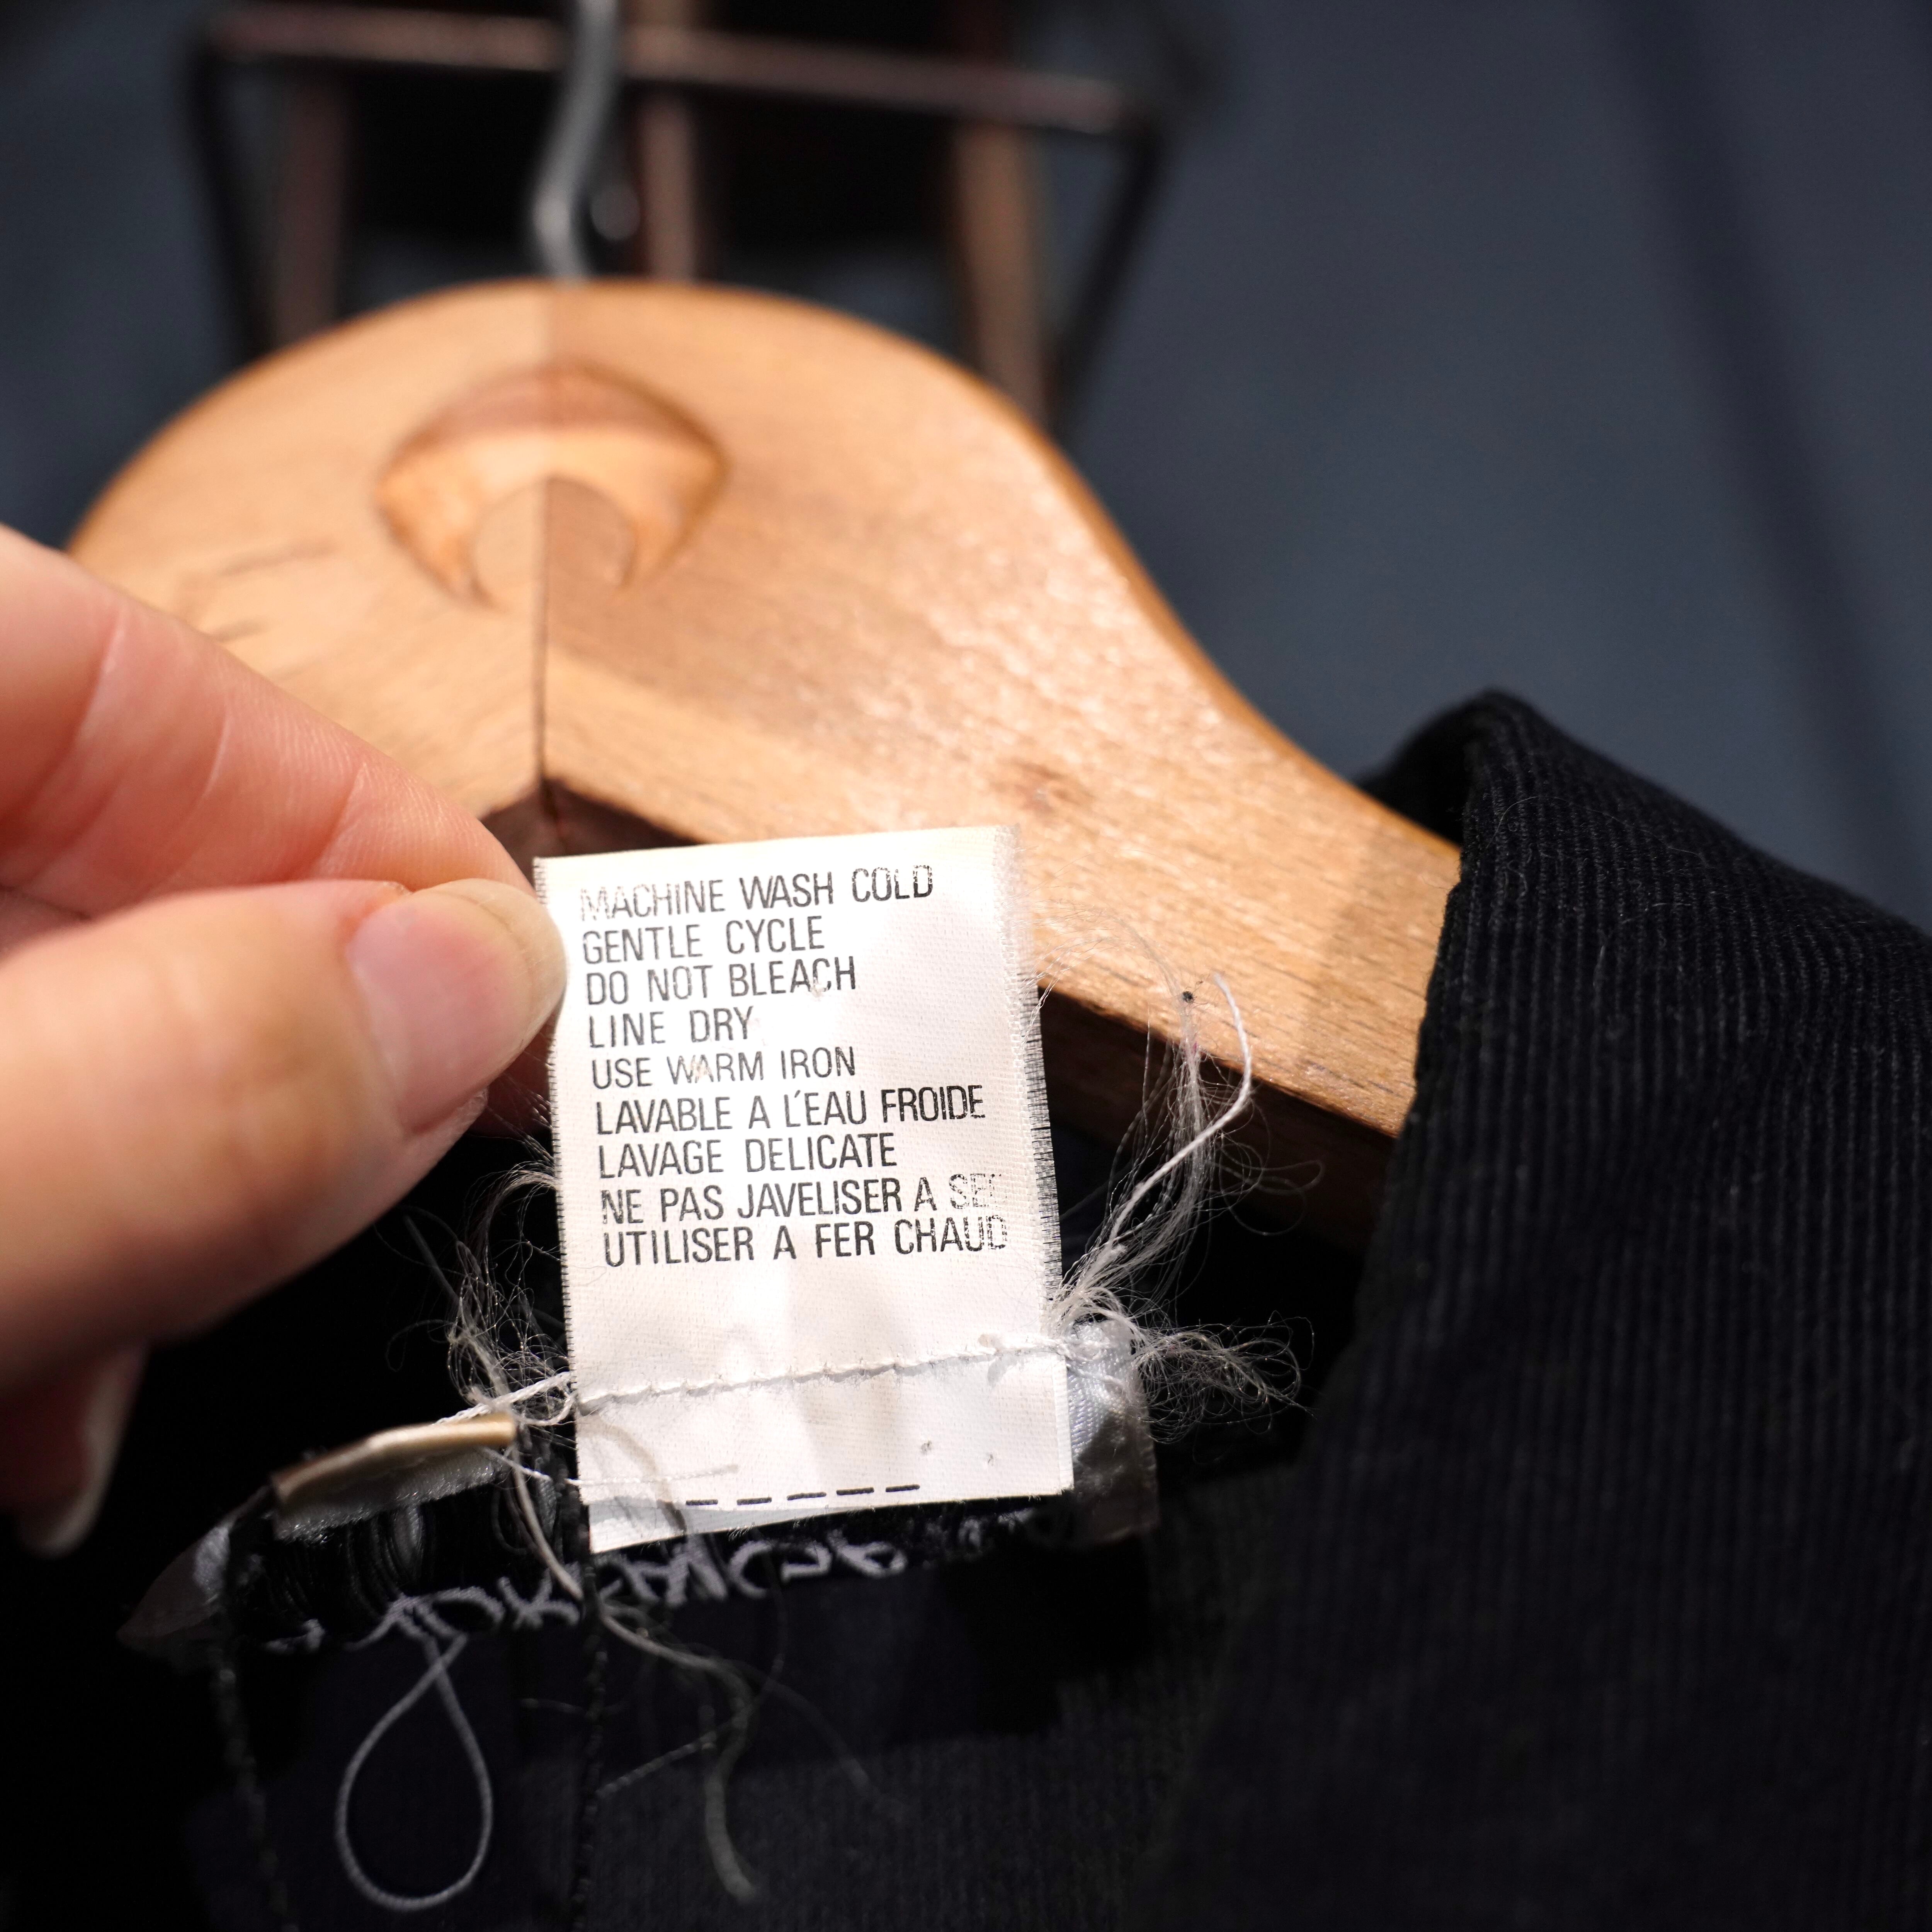 MACHINE WASH COLD
GENTLE CYCLE
DO NOT BLEACH
LINE DRY
USE WARM IRON
LAVABLE A L'EAU FROIDE
LAVAGE DELICATE
NE PAS JAVELISER A
UTILISER A FER CHAUD